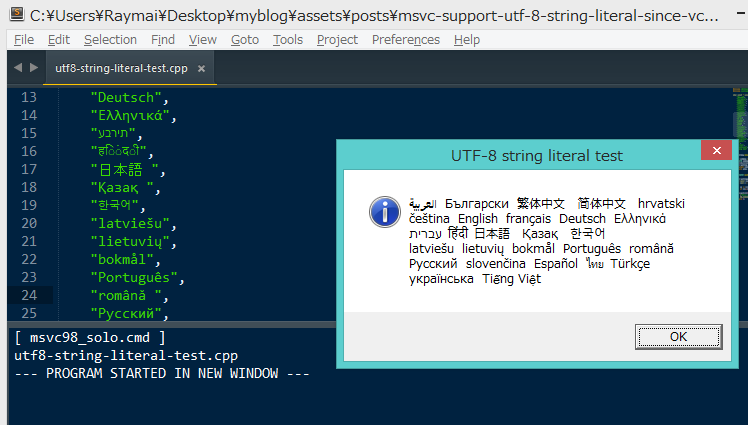 C:¥Users¥Raymai¥Desktop¥myblog¥assets¥posts¥msvc-support-utf-8-string-literal-since-vc...
File Edit Selection Find View Goto Tools Project Preferences Help
utf8-string-literal-test.cpp ×
13 "Deutsch",
14 "Ελληνικά",
15 "תירבע",
16 "हिंदी",
17 "日本語 ",
18 "Қазақ ",
19 "한국어",
20 "latviešu",
21 "lietuvių",
22 "bokmål",
23 "Português",
24 "română ",
25 "Русский",
UTF-8 string literal test
العربية Български 繁体中文 简体中文 hrvatski
čeština English français Deutsch Ελληνικά
עברית हिंदी 日本語 Қазақ 한국어
latviešu lietuvių bokmål Português română
Русский slovenčina Español ไทย Türkçe
українська Tiếng Việt
OK
[ msvc98_solo.cmd ]
utf8-string-literal-test.cpp
--- PROGRAM STARTED IN NEW WINDOW ---